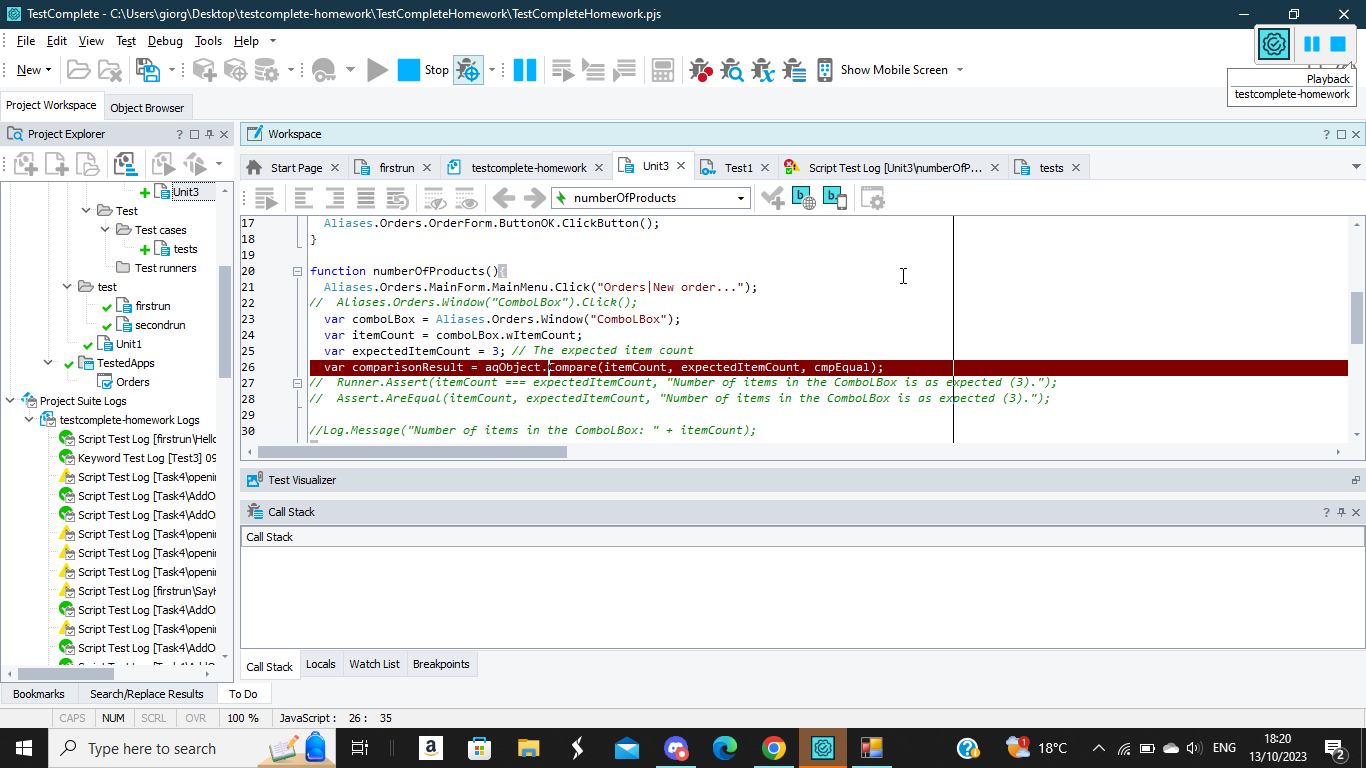 TestComplete - C:\Users\giorg\Desktop\testcomplete-homework\TestCompleteHomework\TestCompleteHomework.pjs
File Edit View Test Debug Tools Help
New Stop Show Mobile Screen
Playback
testcomplete-homework
Project Workspace Object Browser
Project Explorer
Workspace
Start Page firstrun testcomplete-homework Unit3 Test1 Script Test Log [Unit3\numberOfP... tests
numberOfProducts
Unit3
Test
Test cases
tests
Test runners
test
firstrun
secondrun
Unit1
TestedApps
Orders
Project Suite Logs
testcomplete-homework Logs
Script Test Log [firstrun\Hello
Keyword Test Log [Test3] 09
Script Test Log [Task4\openin
Script Test Log [Task4\AddO
Script Test Log [Task4\AddO
Script Test Log [Task4\openin
Script Test Log [Task4\openin
Script Test Log [Task4\openin
Script Test Log [firstrun\SayH
Script Test Log [Task4\AddO
Script Test Log [Task4\openin
Script Test Log [Task4\AddO
17 Aliases.Orders.OrderForm.ButtonOK.ClickButton();
18 }
19
20 function numberOfProducts(){
21 Aliases.Orders.MainForm.MainMenu.Click("Orders|New order...");
22 // Aliases.Orders.Window("ComboLBox").Click();
23 var comboLBox = Aliases.Orders.Window("ComboLBox");
24 var itemCount = comboLBox.wItemCount;
25 var expectedItemCount = 3; // The expected item count
26 var comparisonResult = aqObject.Compare(itemCount, expectedItemCount, cmpEqual);
27 // Runner.Assert(itemCount === expectedItemCount, "Number of items in the ComboLBox is as expected (3).");
28 // Assert.AreEqual(itemCount, expectedItemCount, "Number of items in the ComboLBox is as expected (3).");
29
30 //Log.Message("Number of items in the ComboLBox: " + itemCount);
Test Visualizer
Call Stack
Call Stack
Call Stack Locals Watch List Breakpoints
Bookmarks Search/Replace Results To Do
CAPS NUM SCRL OVR 100 % JavaScript : 26 : 35
Type here to search
18°C ENG 18:20
13/10/2023
1
2